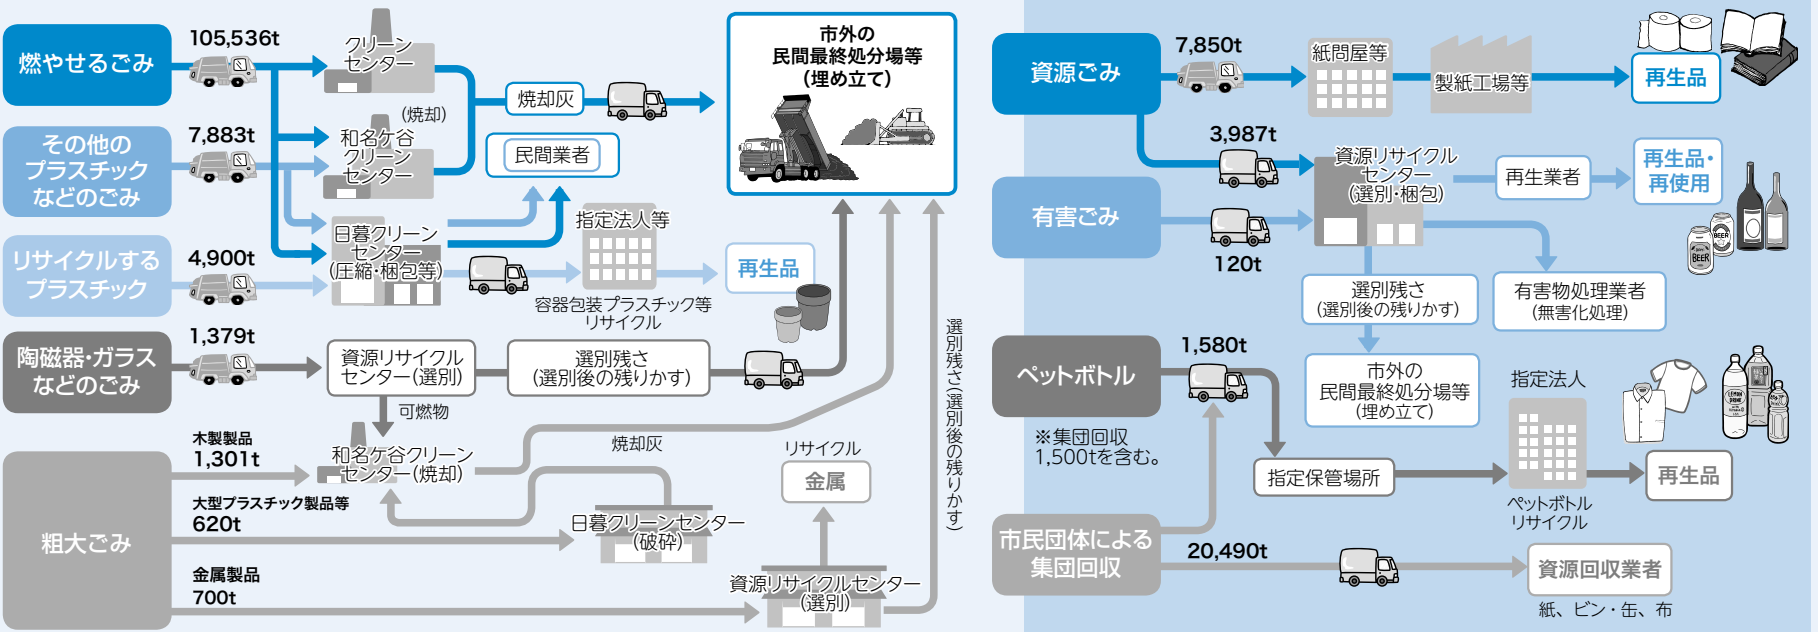 燃やせるごみ
105,536t
クリーン
センター
(焼却)
和名ケ谷
クリーン
センター
焼却灰
市外の
民間最終処分場等
(埋め立て)
その他の
プラスチック
などのごみ
7,883t
民間業者
日暮クリーン
センター
(圧縮・梱包等)
リサイクルする
プラスチック
4,900t
指定法人等
容器包装プラスチック等
リサイクル
再生品
陶磁器・ガラス
などのごみ
1,379t
資源リサイクル
センター(選別)
選別残さ
(選別後の残りかす)
可燃物
粗大ごみ
木製製品
1,301t
和名ケ谷クリーン
センター(焼却)
焼却灰
大型プラスチック製品等
620t
日暮クリーンセンター
(破砕)
金属製品
700t
資源リサイクルセンター
(選別)
リサイクル
金属
選別残さ(選別後の残りかす)
資源ごみ
7,850t
紙問屋等
製紙工場等
再生品
3,987t
資源リサイクル
センター
(選別・梱包)
再生業者
再生品・
再使用
BEER
BEER
有害ごみ
120t
選別残さ
(選別後の残りかす)
有害物処理業者
(無害化処理)
市外の
民間最終処分場等
(埋め立て)
ペットボトル
1,580t
※集団回収
1,500tを含む。
指定保管場所
指定法人
ペットボトル
リサイクル
再生品
LEMON
DRINK
市民団体による
集団回収
20,490t
資源回収業者
紙、ビン・缶、布